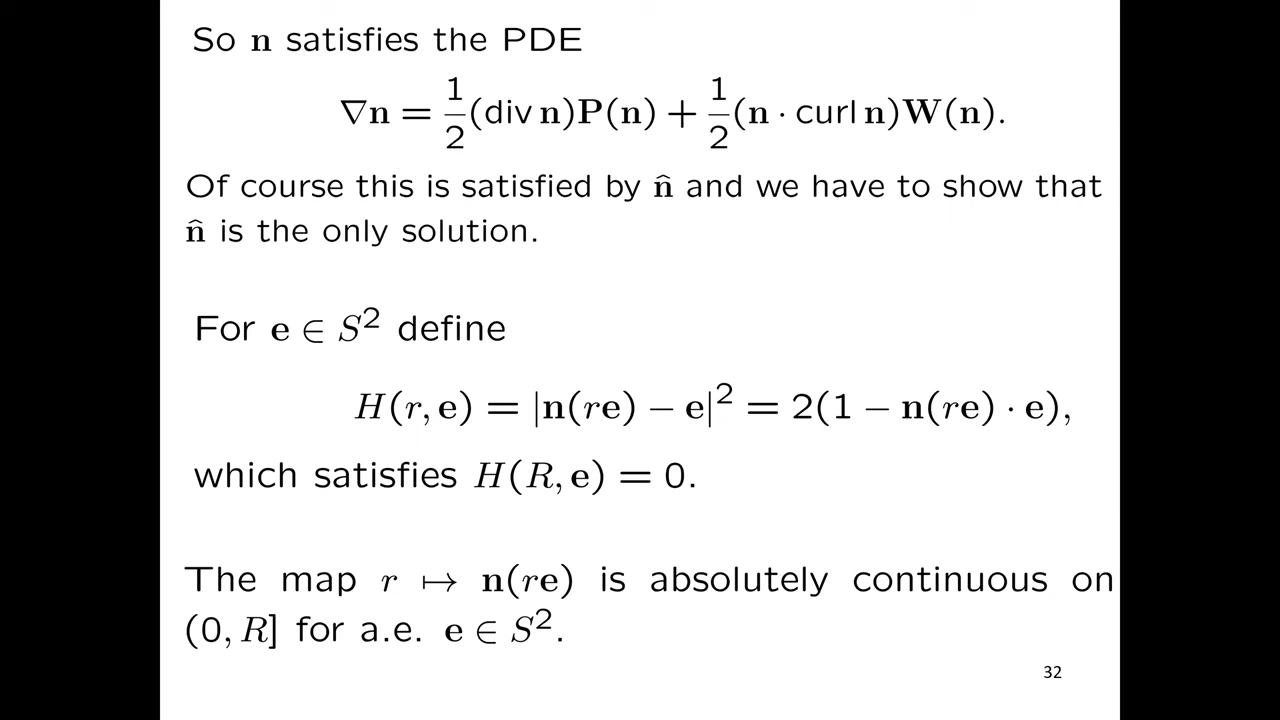 So n satisfies the PDE
∇n = 1/2 (div n)P(n) + 1/2 (n · curl n)W(n).
Of course this is satisfied by n̂ and we have to show that
n̂ is the only solution.
For e ∈ S² define
H(r, e) = |n(re) − e|² = 2(1 − n(re) · e),
which satisfies H(R, e) = 0.
The map r ↦ n(re) is absolutely continuous on
(0, R] for a.e. e ∈ S².
32